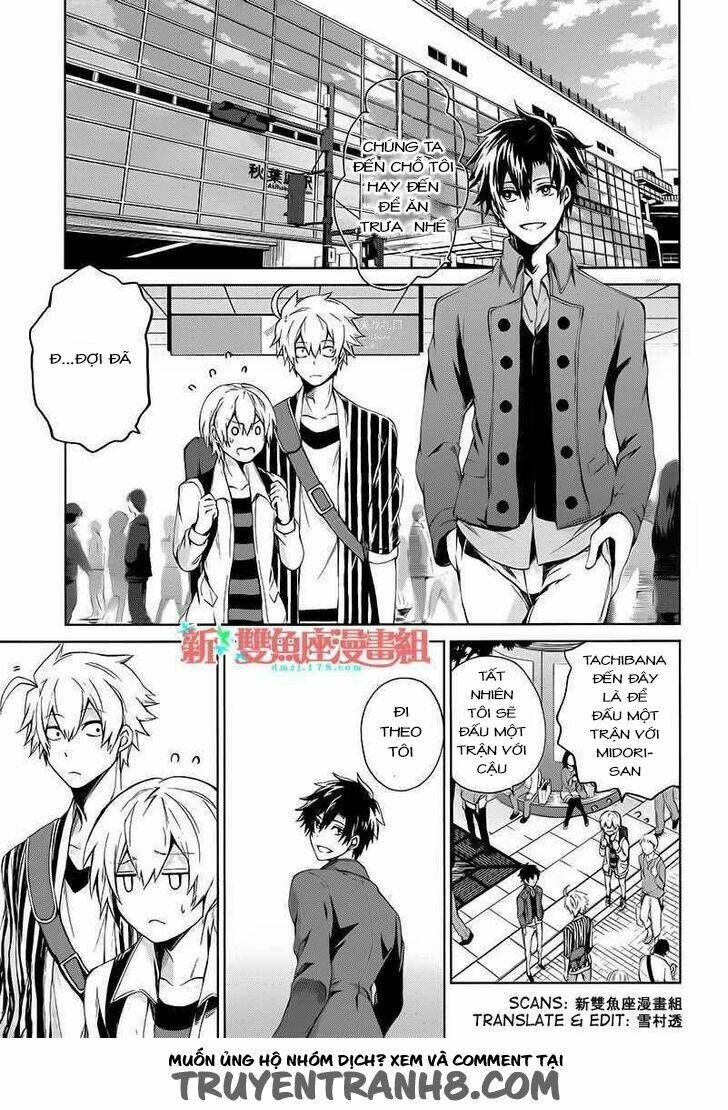 CHÚNG TA
ĐẾN CHỖ TÔI
HAY ĐẾN
ĐỂ ĂN
TRƯA NHÉ
秋葉原駅
Đ...ĐỢI ĐÃ
新雙魚座漫畫組
dmzj.178.com
TACHIBANA
ĐẾN ĐÂY
LÀ ĐỂ
ĐẤU MỘT
TRẬN VỚI
MIDORI-
SAN
TẤT
NHIÊN
TÔI SẼ
ĐẤU MỘT
TRẬN VỚI
CẬU
ĐI
THEO
TÔI
SCANS: 新雙魚座漫畫組
TRANSLATE & EDIT: 雪村透
MUỐN ỦNG HỘ NHÓM DỊCH? XEM VÀ COMMENT TẠI
TRUYENTRANH8.COM